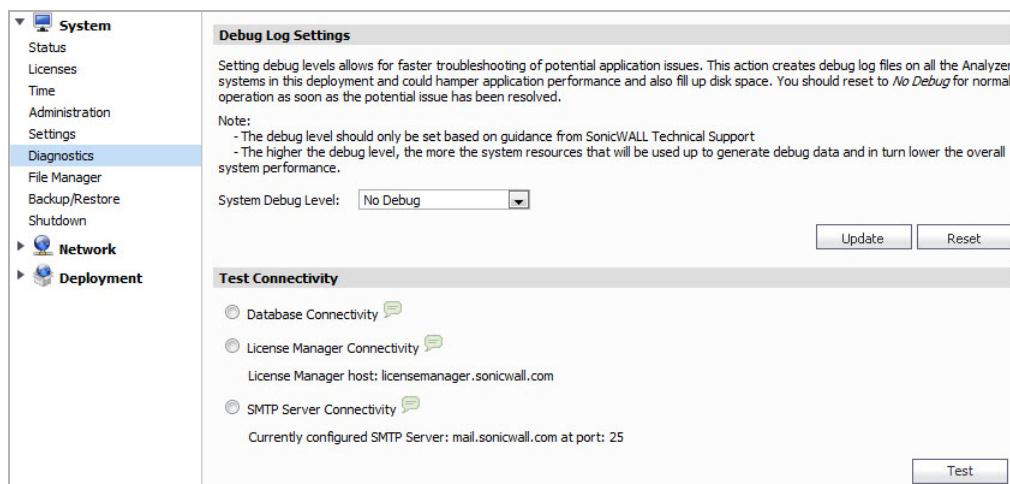 System
Status
Licenses
Time
Administration
Settings
Diagnostics
File Manager
Backup/Restore
Shutdown
Network
Deployment
Debug Log Settings
Setting debug levels allows for faster troubleshooting of potential application issues. This action creates debug log files on all the Analyzer
systems in this deployment and could hamper application performance and also fill up disk space. You should reset to No Debug for normal
operation as soon as the potential issue has been resolved.
Note:
- The debug level should only be set based on guidance from SonicWALL Technical Support
- The higher the debug level, the more the system resources that will be used up to generate debug data and in turn lower the overall
system performance.
System Debug Level: No Debug
Update Reset
Test Connectivity
Database Connectivity
License Manager Connectivity
License Manager host: licensemanager.sonicwall.com
SMTP Server Connectivity
Currently configured SMTP Server: mail.sonicwall.com at port: 25
Test